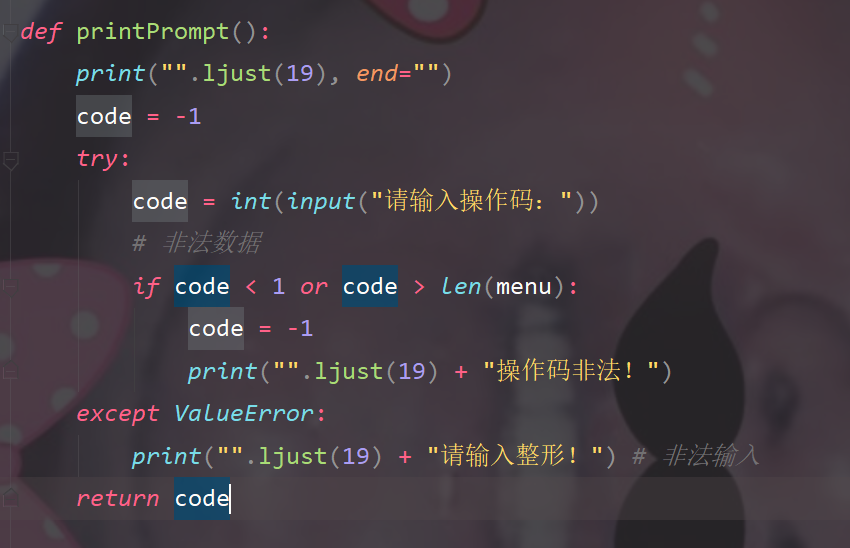 def printPrompt():
    print("".ljust(19), end="")
    code = -1
    try:
        code = int(input("请输入操作码："))
        # 非法数据
        if code < 1 or code > len(menu):
            code = -1
            print("".ljust(19) + "操作码非法！")
    except ValueError:
        print("".ljust(19) + "请输入整形！") # 非法输入
    return code